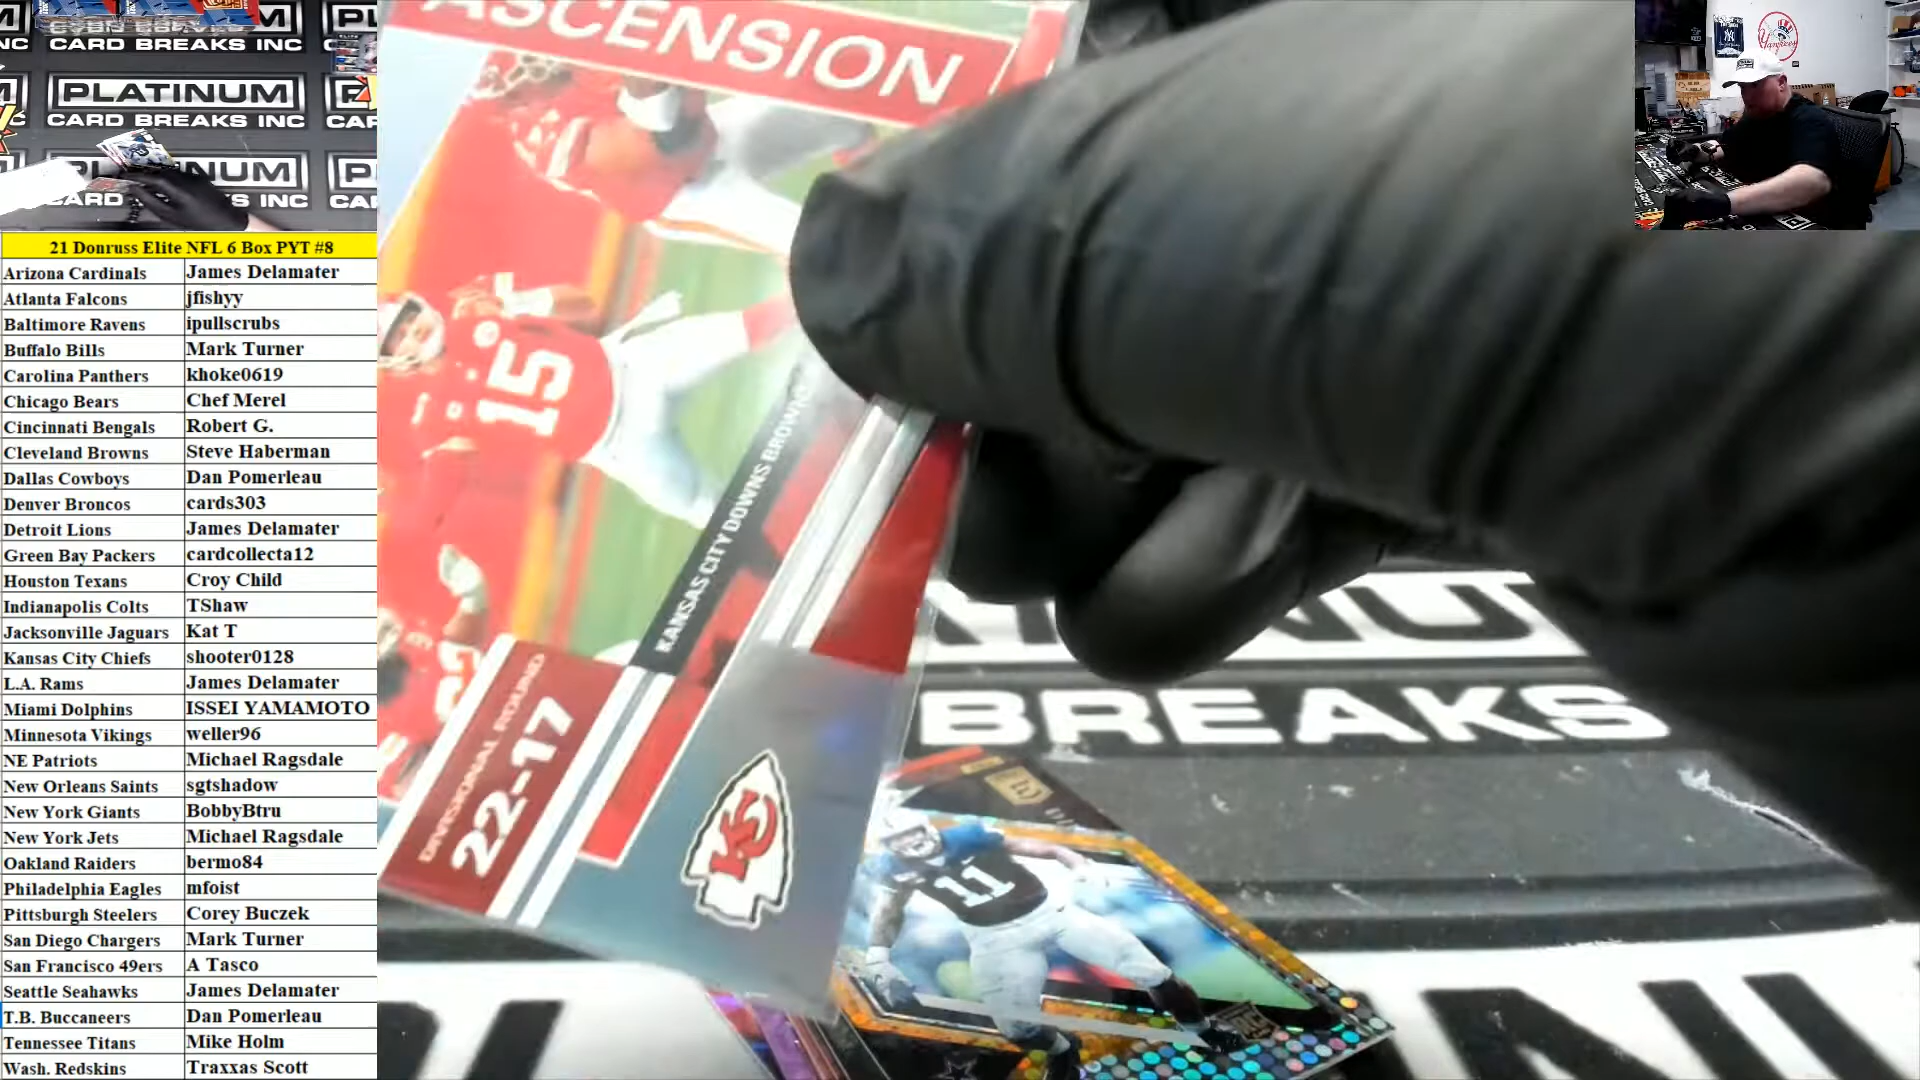 CARD BREAKS INC
PLATINUM
CARD BREAKS INC
CARD BREAKS INC
21 Donruss Elite NFL 6 Box PYT #8
Arizona Cardinals James Delamater
Atlanta Falcons jfishyy
Baltimore Ravens ipullscrubs
Buffalo Bills Mark Turner
Carolina Panthers khoke0619
Chicago Bears Chef Merel
Cincinnati Bengals Robert G.
Cleveland Browns Steve Haberman
Dallas Cowboys Dan Pomerleau
Denver Broncos cards303
Detroit Lions James Delamater
Green Bay Packers cardcollecta12
Houston Texans Croy Child
Indianapolis Colts TShaw
Jacksonville Jaguars Kat T
Kansas City Chiefs shooter0128
L.A. Rams James Delamater
Miami Dolphins ISSEI YAMAMOTO
Minnesota Vikings weller96
NE Patriots Michael Ragsdale
New Orleans Saints sgtshadow
New York Giants BobbyBtru
New York Jets Michael Ragsdale
Oakland Raiders bermo84
Philadelphia Eagles mfoist
Pittsburgh Steelers Corey Buczek
San Diego Chargers Mark Turner
San Francisco 49ers A Tasco
Seattle Seahawks James Delamater
T.B. Buccaneers Dan Pomerleau
Tennessee Titans Mike Holm
Wash. Redskins Traxxas Scott
ASCENSION
15
KANSAS CITY DOWNS BROWNS
DIVISIONAL ROUND
22-17
KC
BREAKS
11
Yankees